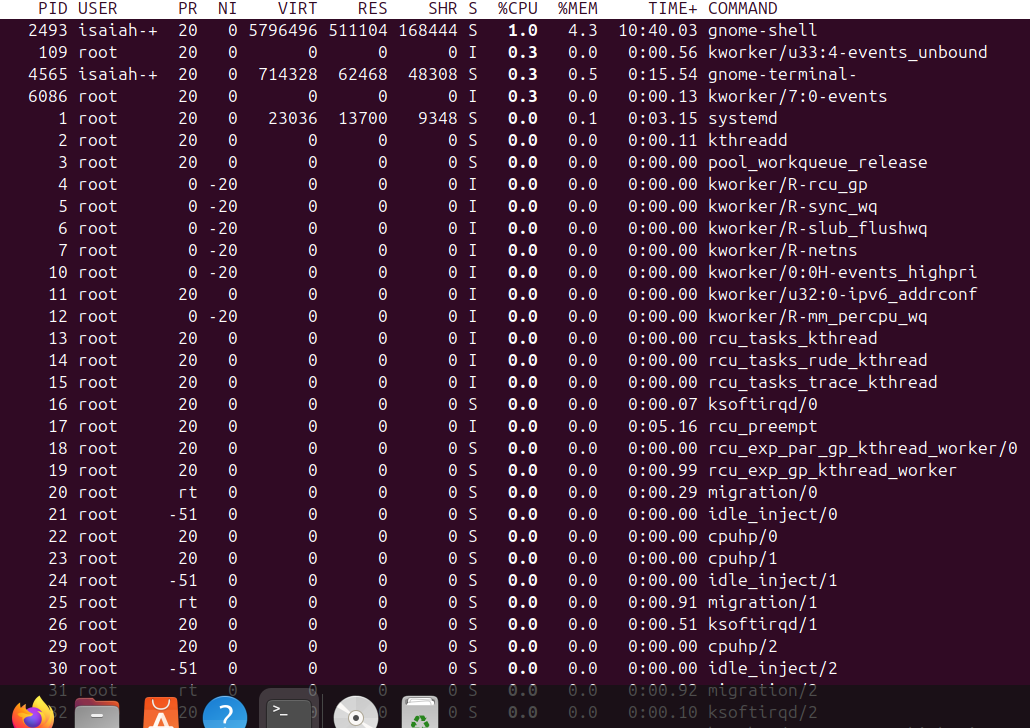 PID USER PR NI VIRT RES SHR S %CPU %MEM TIME+ COMMAND
2493 isaiah-+ 20 0 5796496 511104 168444 S 1.0 4.3 10:40.03 gnome-shell
109 root 20 0 0 0 0 I 0.3 0.0 0:00.56 kworker/u33:4-events_unbound
4565 isaiah-+ 20 0 714328 62468 48308 S 0.3 0.5 0:15.54 gnome-terminal-
6086 root 20 0 0 0 0 I 0.3 0.0 0:00.13 kworker/7:0-events
1 root 20 0 23036 13700 9348 S 0.0 0.1 0:03.15 systemd
2 root 20 0 0 0 0 S 0.0 0.0 0:00.11 kthreadd
3 root 20 0 0 0 0 S 0.0 0.0 0:00.00 pool_workqueue_release
4 root 0 -20 0 0 0 I 0.0 0.0 0:00.00 kworker/R-rcu_gp
5 root 0 -20 0 0 0 I 0.0 0.0 0:00.00 kworker/R-sync_wq
6 root 0 -20 0 0 0 I 0.0 0.0 0:00.00 kworker/R-slub_flushwq
7 root 0 -20 0 0 0 I 0.0 0.0 0:00.00 kworker/R-netns
10 root 0 -20 0 0 0 I 0.0 0.0 0:00.00 kworker/0:0H-events_highpri
11 root 20 0 0 0 0 I 0.0 0.0 0:00.00 kworker/u32:0-ipv6_addrconf
12 root 0 -20 0 0 0 I 0.0 0.0 0:00.00 kworker/R-mm_percpu_wq
13 root 20 0 0 0 0 I 0.0 0.0 0:00.00 rcu_tasks_kthread
14 root 20 0 0 0 0 I 0.0 0.0 0:00.00 rcu_tasks_rude_kthread
15 root 20 0 0 0 0 I 0.0 0.0 0:00.00 rcu_tasks_trace_kthread
16 root 20 0 0 0 0 S 0.0 0.0 0:00.07 ksoftirqd/0
17 root 20 0 0 0 0 I 0.0 0.0 0:05.16 rcu_preempt
18 root 20 0 0 0 0 S 0.0 0.0 0:00.00 rcu_exp_par_gp_kthread_worker/0
19 root 20 0 0 0 0 S 0.0 0.0 0:00.99 rcu_exp_gp_kthread_worker
20 root rt 0 0 0 0 S 0.0 0.0 0:00.29 migration/0
21 root -51 0 0 0 0 S 0.0 0.0 0:00.00 idle_inject/0
22 root 20 0 0 0 0 S 0.0 0.0 0:00.00 cpuhp/0
23 root 20 0 0 0 0 S 0.0 0.0 0:00.00 cpuhp/1
24 root -51 0 0 0 0 S 0.0 0.0 0:00.00 idle_inject/1
25 root rt 0 0 0 0 S 0.0 0.0 0:00.91 migration/1
26 root 20 0 0 0 0 S 0.0 0.0 0:00.51 ksoftirqd/1
29 root 20 0 0 0 0 S 0.0 0.0 0:00.00 cpuhp/2
30 root -51 0 0 0 0 S 0.0 0.0 0:00.00 idle_inject/2
31 root rt 0 0 0 0 S 0.0 0.0 0:00.92 migration/2
20 0 0 0 S 0.0 0.0 0:00.10 ksoftirqd/2